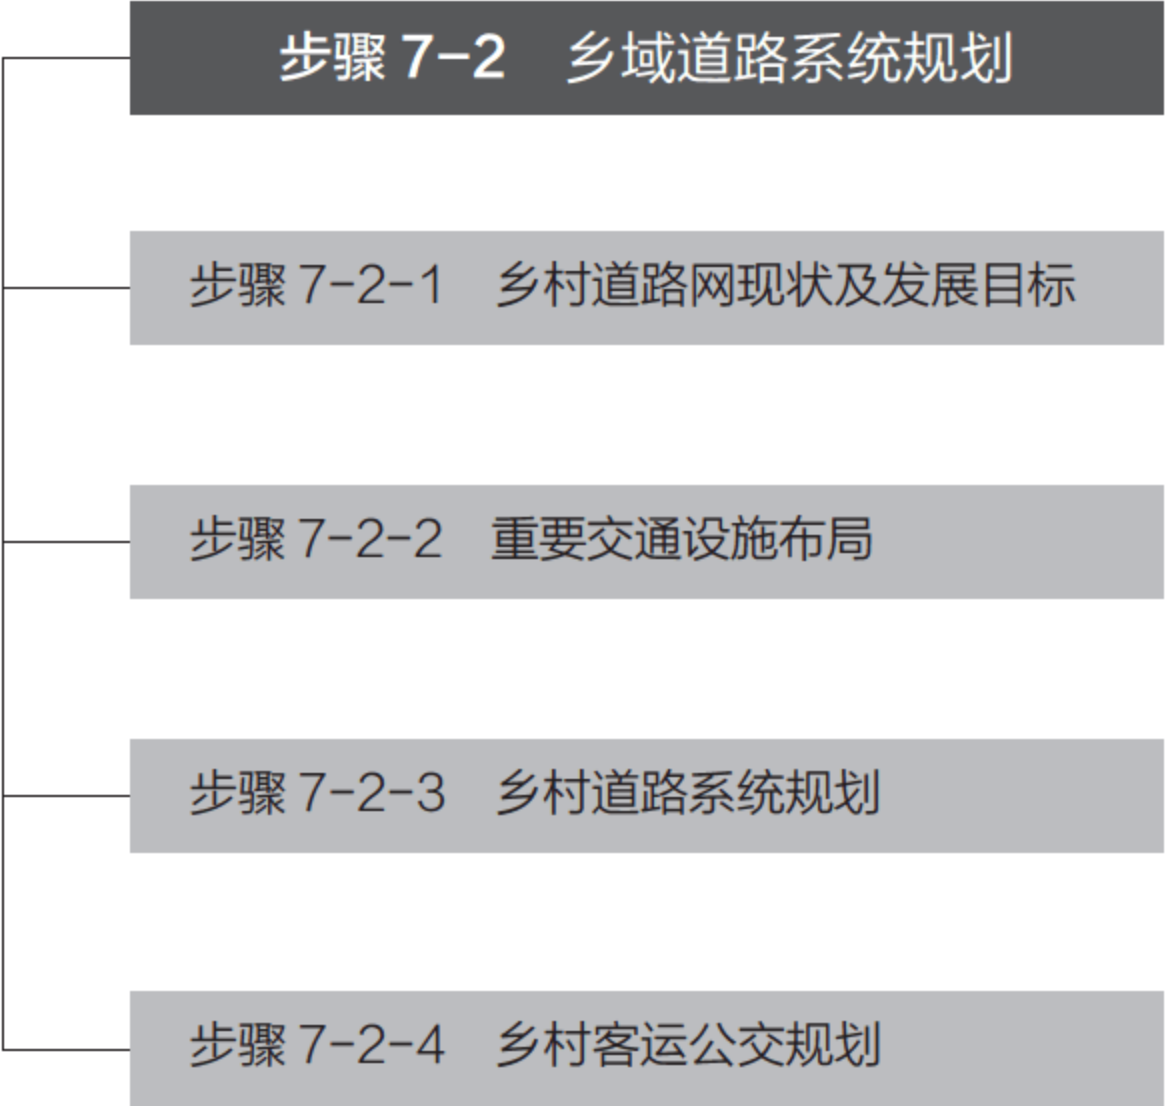 步骤 7-2 乡域道路系统规划
步骤 7-2-1 乡村道路网现状及发展目标
步骤 7-2-2 重要交通设施布局
步骤 7-2-3 乡村道路系统规划
步骤 7-2-4 乡村客运公交规划